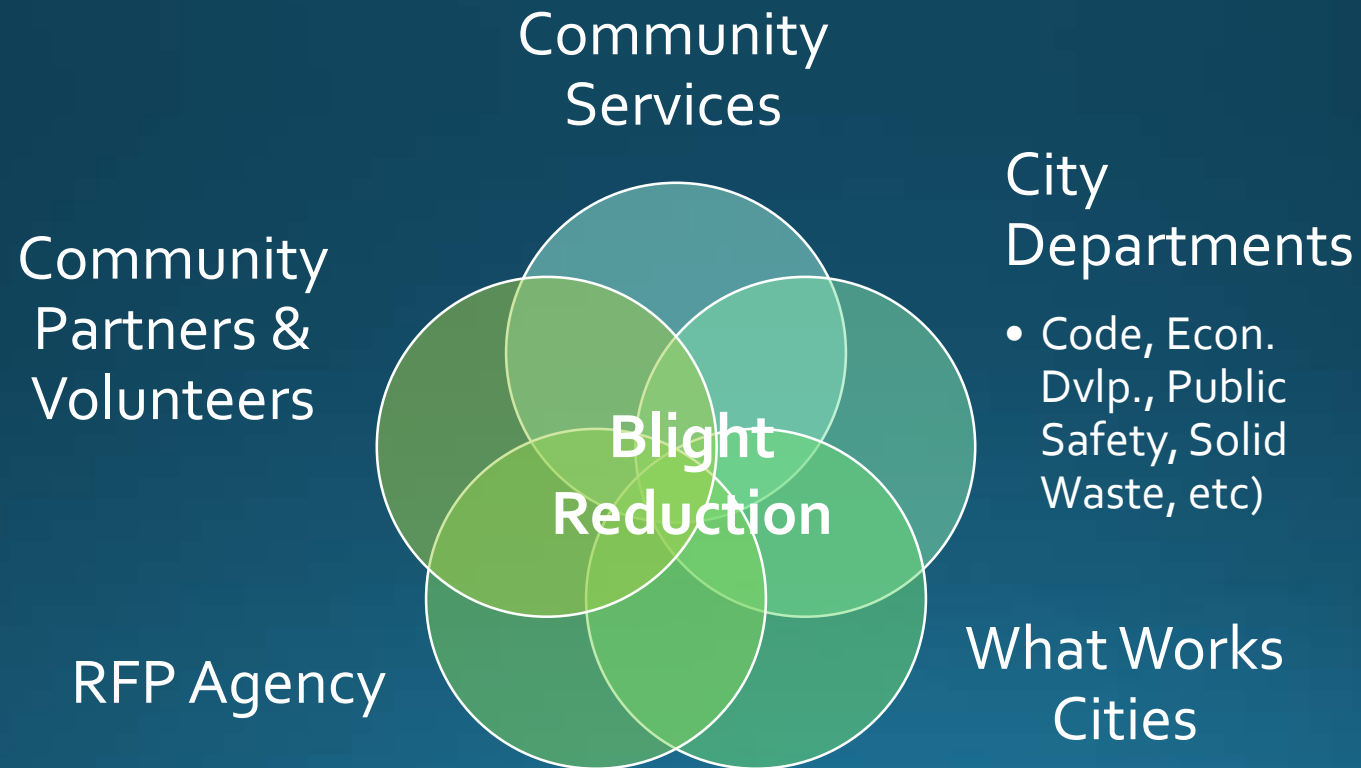 Community
Services
City
Departments
• Code, Econ.
Dvlp., Public
Safety, Solid
Waste, etc)
Community
Partners &
Volunteers
Blight
Reduction
What Works
Cities
RFP Agency